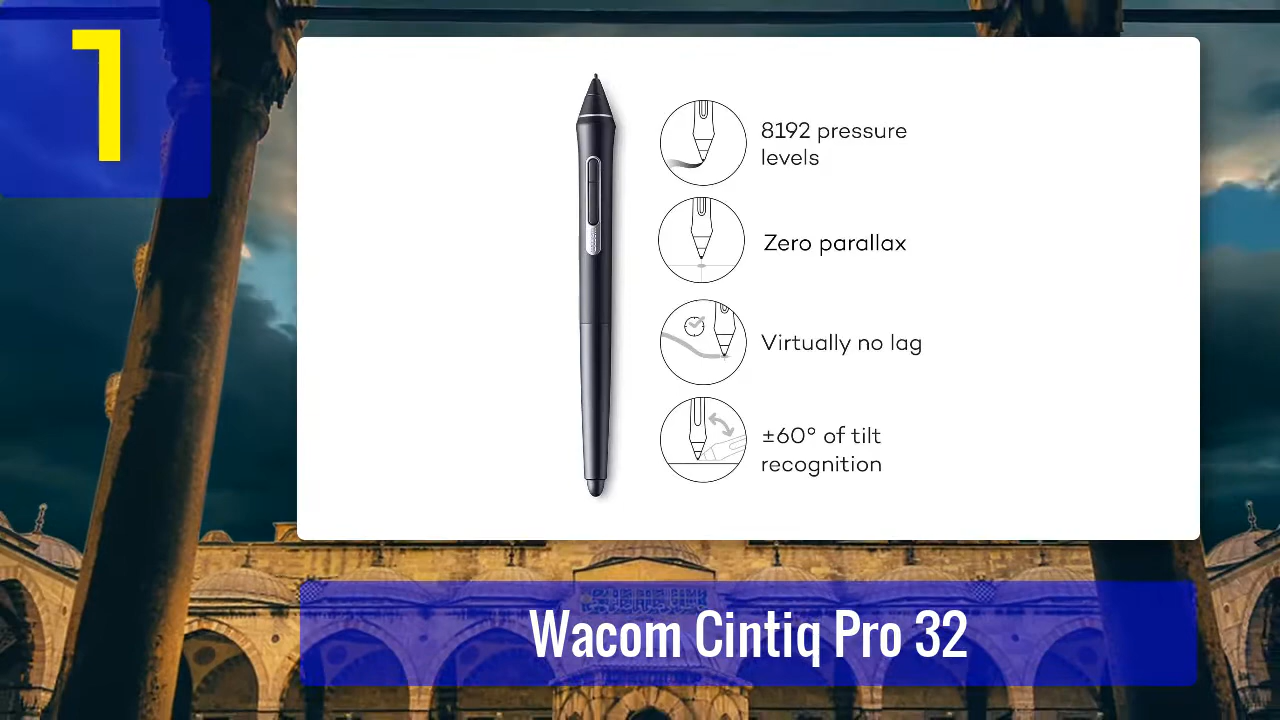 1
8192 pressure
levels
Zero parallax
Virtually no lag
±60° of tilt
recognition
Wacom Cintiq Pro 32